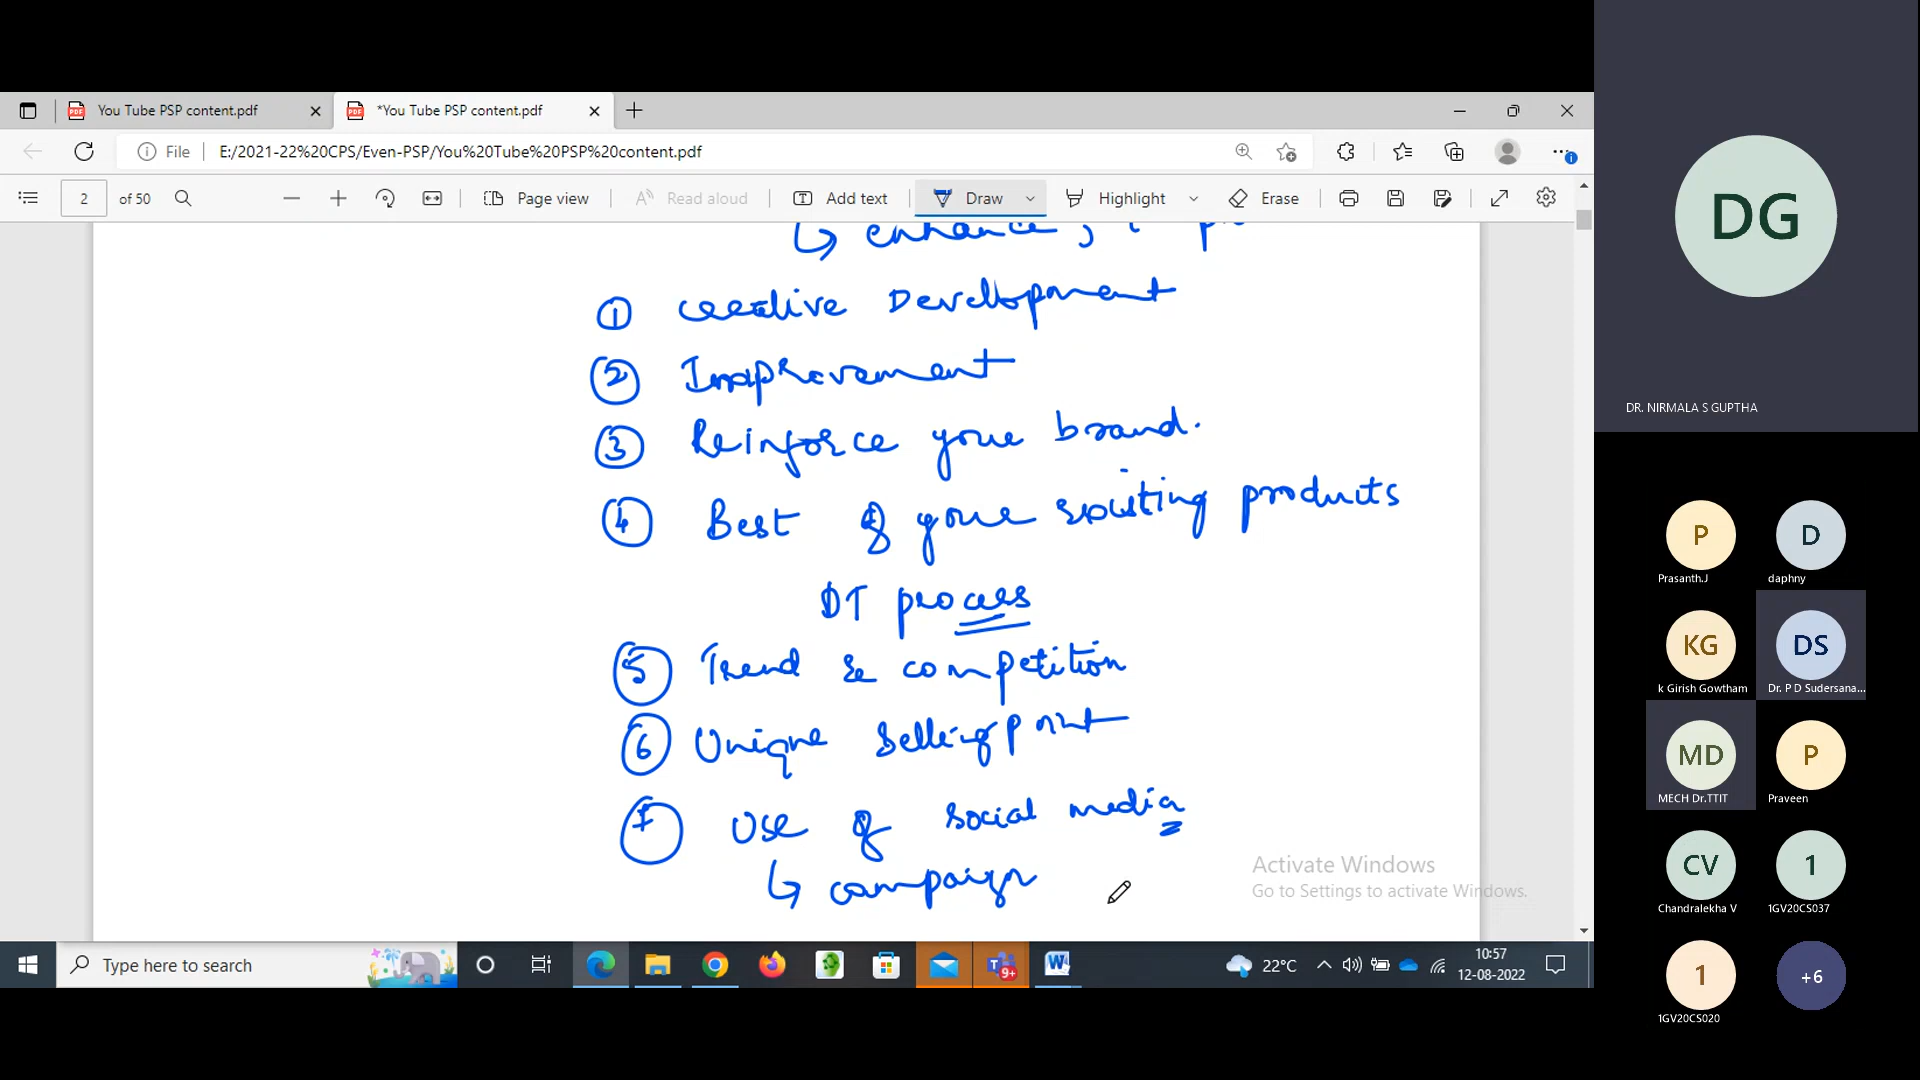 You Tube PSP content.pdf
*You Tube PSP content.pdf
File
E:/2021-22%20CPS/Even-PSP/You%20Tube%20PSP%20content.pdf
2 of 50
Page view
Read aloud
Add text
Draw
Highlight
Erase
↳ enhance,
① Creative Development
② Improvement
③ Reinforce your brand.
④ Best of your existing products
DT process
⑤ Trend & competition
⑥ Unique selling point
⑦ Use of social media
↳ campaign
Activate Windows
Go to Settings to activate Windows.
Type here to search
9+
22°C
10:57
12-08-2022
DG
DR. NIRMALA S GUPTHA
P
D
Prasanth.J
daphny
KG
DS
k Girish Gowtham
Dr. P D Sudersana...
MD
P
MECH Dr.TTIT
Praveen
CV
1
Chandralekha V
1GV20CS037
1
+6
1GV20CS020